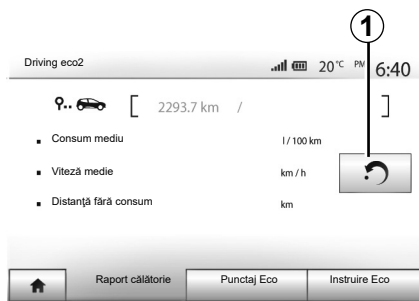 1
Driving eco2 20°C PM 6:40
[ 2293.7 km / ]
Consum mediu l / 100 km
Viteză medie km / h
Distanţă fără consum km
Raport călătorie Punctaj Eco Instruire Eco